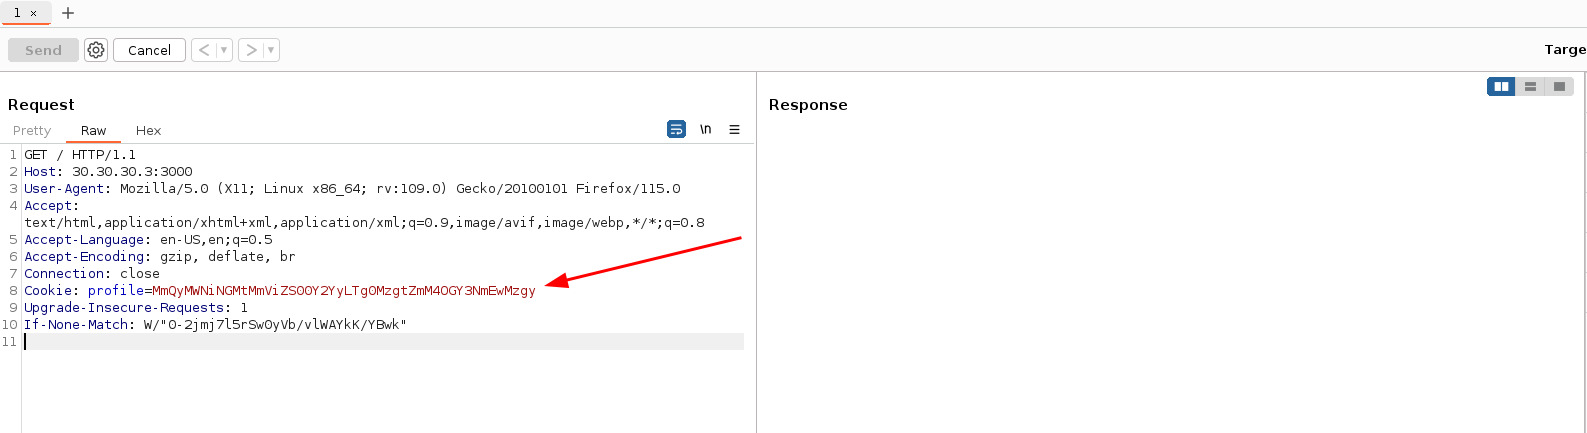 1 × +
Send Cancel < ▾ > ▾ Targe
Request
Response
Pretty Raw Hex \n
1 GET / HTTP/1.1
2 Host: 30.30.30.3:3000
3 User-Agent: Mozilla/5.0 (X11; Linux x86_64; rv:109.0) Gecko/20100101 Firefox/115.0
4 Accept:
text/html,application/xhtml+xml,application/xml;q=0.9,image/avif,image/webp,*/*;q=0.8
5 Accept-Language: en-US,en;q=0.5
6 Accept-Encoding: gzip, deflate, br
7 Connection: close
8 Cookie: profile=MmQyMWNiNGMtMmViZS00Y2YyLTg0MzgtZmM4OGY3NmEwMzgy
9 Upgrade-Insecure-Requests: 1
10 If-None-Match: W/"0-2jmj7l5rSw0yVb/vlWAYkK/YBwk"
11